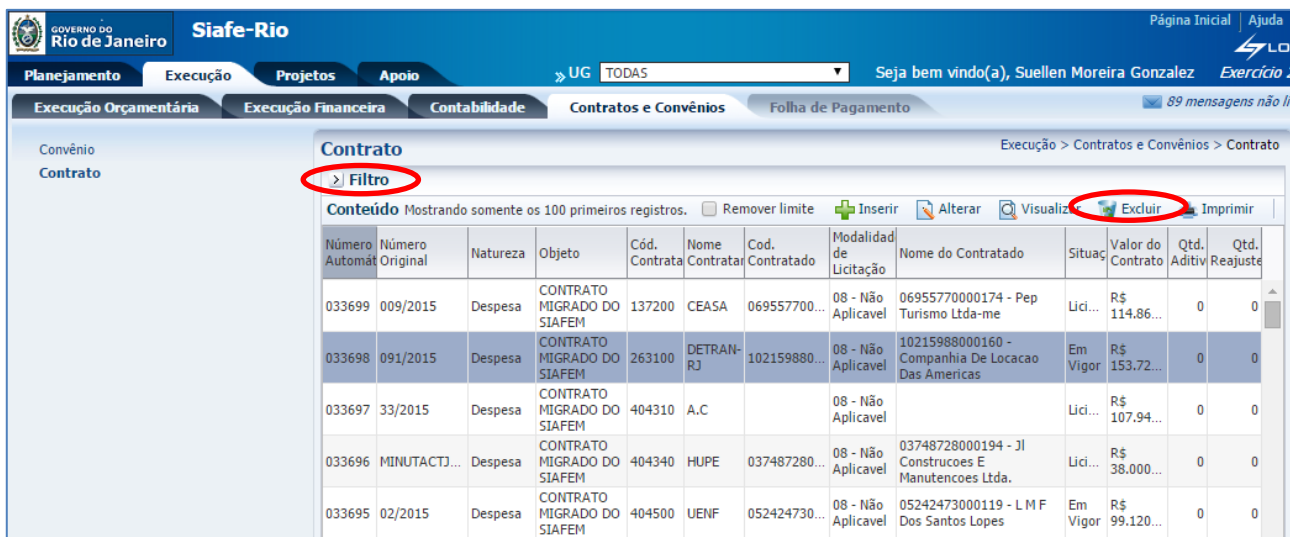 GOVERNO DO
Rio de Janeiro
Siafe-Rio
Página Inicial | Ajuda
LO
Planejamento Execução Projetos Apoio » UG TODAS Seja bem vindo(a), Suellen Moreira Gonzalez Exercício 2
Execução Orçamentária Execução Financeira Contabilidade Contratos e Convênios Folha de Pagamento 89 mensagens não li
Convênio
Contrato
Contrato Execução > Contratos e Convênios > Contrato
Filtro
Conteúdo Mostrando somente os 100 primeiros registros. Remover limite Inserir Alterar Visualizar Excluir Imprimir
Número Automát Número Original Natureza Objeto Cód. Contrata Nome Contratar Cod. Contratado Modalidad de Licitação Nome do Contratado Situaç Valor do Contrato Qtd. Aditiv Qtd. Reajuste
033699 009/2015 Despesa CONTRATO MIGRADO DO SIAFEM 137200 CEASA 069557700... 08 - Não Aplicavel 06955770000174 - Pep Turismo Ltda-me Lici... R$ 114.86... 0 0
033698 091/2015 Despesa CONTRATO MIGRADO DO SIAFEM 263100 DETRAN-RJ 102159880... 08 - Não Aplicavel 10215988000160 - Companhia De Locacao Das Americas Em Vigor R$ 153.72... 0 0
033697 33/2015 Despesa CONTRATO MIGRADO DO SIAFEM 404310 A.C 08 - Não Aplicavel Lici... R$ 107.94... 0 0
033696 MINUTACTJ... Despesa CONTRATO MIGRADO DO SIAFEM 404340 HUPE 037487280... 08 - Não Aplicavel 03748728000194 - Jl Construcoes E Manutencoes Ltda. Lici... R$ 38.000... 0 0
033695 02/2015 Despesa CONTRATO MIGRADO DO SIAFEM 404500 UENF 052424730... 08 - Não Aplicavel 05242473000119 - L M F Dos Santos Lopes Em Vigor R$ 99.120... 0 0